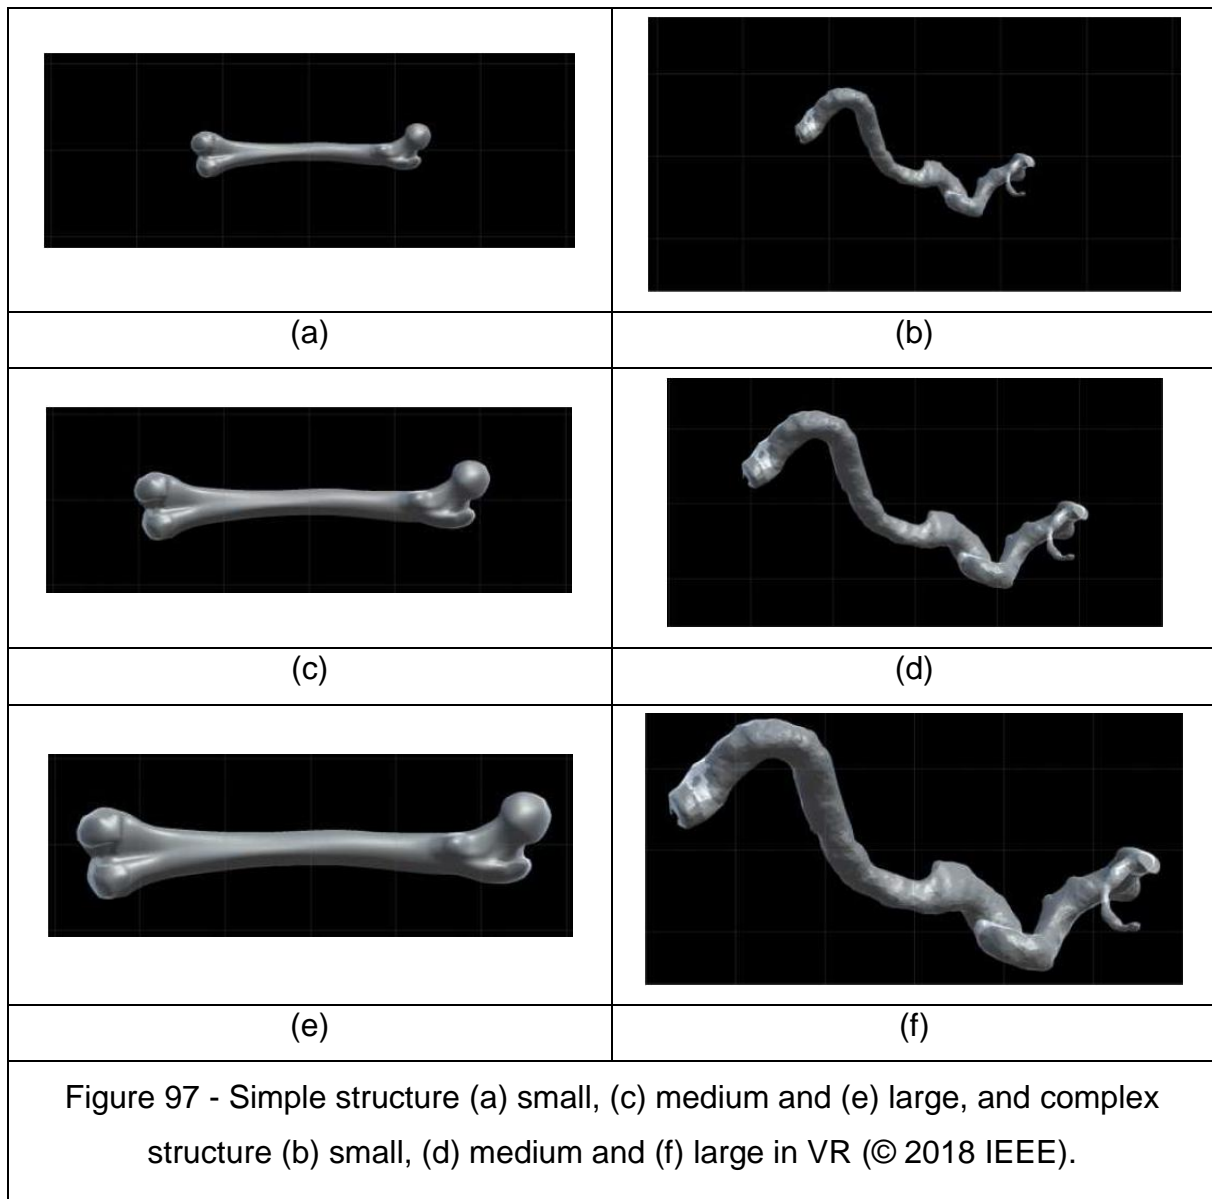 (a)
(b)
(c)
(d)
(e)
(f)
Figure 97 - Simple structure (a) small, (c) medium and (e) large, and complex
structure (b) small, (d) medium and (f) large in VR (© 2018 IEEE).